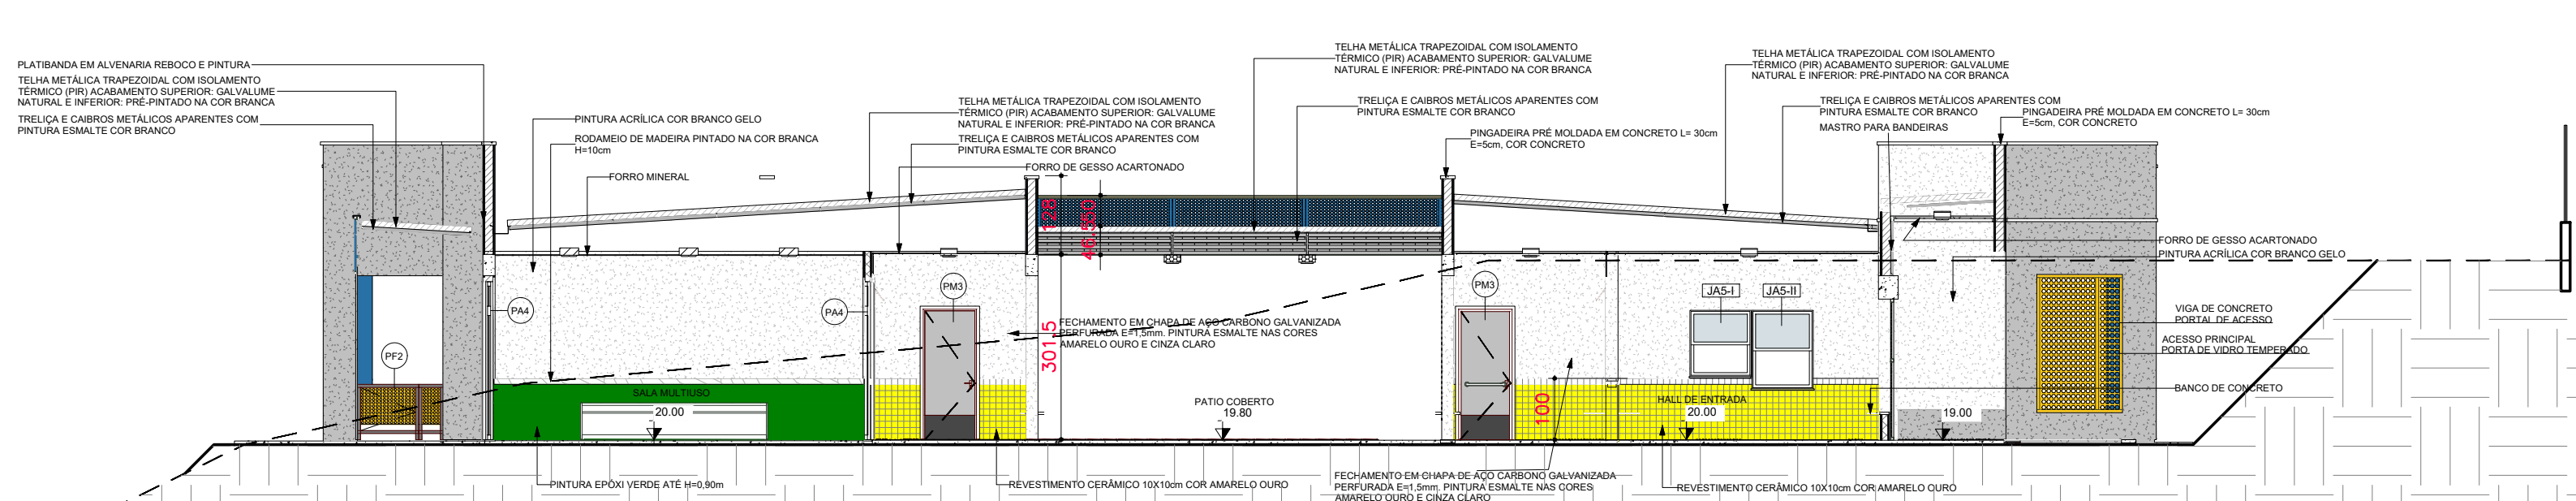 PLATIBANDA EM ALVENARIA REBOCO E PINTURA
TELHA METÁLICA TRAPEZOIDAL COM ISOLAMENTO
TÉRMICO (PIR) ACABAMENTO SUPERIOR: GALVALUME
NATURAL E INFERIOR: PRÉ-PINTADO NA COR BRANCA
TRELIÇA E CAIBROS METÁLICOS APARENTES COM
PINTURA ESMALTE COR BRANCO
PINTURA ACRÍLICA COR BRANCO GELO
RODAMEIO DE MADEIRA PINTADO NA COR BRANCA
H=10cm
FORRO MINERAL
TELHA METÁLICA TRAPEZOIDAL COM ISOLAMENTO
TÉRMICO (PIR) ACABAMENTO SUPERIOR: GALVALUME
NATURAL E INFERIOR: PRÉ-PINTADO NA COR BRANCA
TRELIÇA E CAIBROS METÁLICOS APARENTES COM
PINTURA ESMALTE COR BRANCO
FORRO DE GESSO ACARTONADO
TELHA METÁLICA TRAPEZOIDAL COM ISOLAMENTO
TÉRMICO (PIR) ACABAMENTO SUPERIOR: GALVALUME
NATURAL E INFERIOR: PRÉ-PINTADO NA COR BRANCA
TRELIÇA E CAIBROS METÁLICOS APARENTES COM
PINTURA ESMALTE COR BRANCO
PINGADEIRA PRÉ MOLDADA EM CONCRETO L= 30cm
E=5cm, COR CONCRETO
TELHA METÁLICA TRAPEZOIDAL COM ISOLAMENTO
TÉRMICO (PIR) ACABAMENTO SUPERIOR: GALVALUME
NATURAL E INFERIOR: PRÉ-PINTADO NA COR BRANCA
TRELIÇA E CAIBROS METÁLICOS APARENTES COM
PINTURA ESMALTE COR BRANCO
MASTRO PARA BANDEIRAS
PINGADEIRA PRÉ MOLDADA EM CONCRETO L= 30cm
E=5cm, COR CONCRETO
128
46,550
FORRO DE GESSO ACARTONADO
PINTURA ACRÍLICA COR BRANCO GELO
PA4
PA4
PM3
PM3
JA5-I
JA5-II
PF2
301.5
FECHAMENTO EM CHAPA DE AÇO CARBONO GALVANIZADA
PERFURADA E=1,5mm. PINTURA ESMALTE NAS CORES
AMARELO OURO E CINZA CLARO
VIGA DE CONCRETO
PORTAL DE ACESSO
ACESSO PRINCIPAL
PORTA DE VIDRO TEMPERADO
BANCO DE CONCRETO
SALA MULTIUSO
20.00
PATIO COBERTO
19.80
100
HALL DE ENTRADA
20.00
19.00
PINTURA EPÓXI VERDE ATÉ H=0,90m
REVESTIMENTO CERÂMICO 10X10cm COR AMARELO OURO
FECHAMENTO EM CHAPA DE AÇO CARBONO GALVANIZADA
PERFURADA E=1,5mm. PINTURA ESMALTE NAS CORES
AMARELO OURO E CINZA CLARO
REVESTIMENTO CERÂMICO 10X10cm COR AMARELO OURO